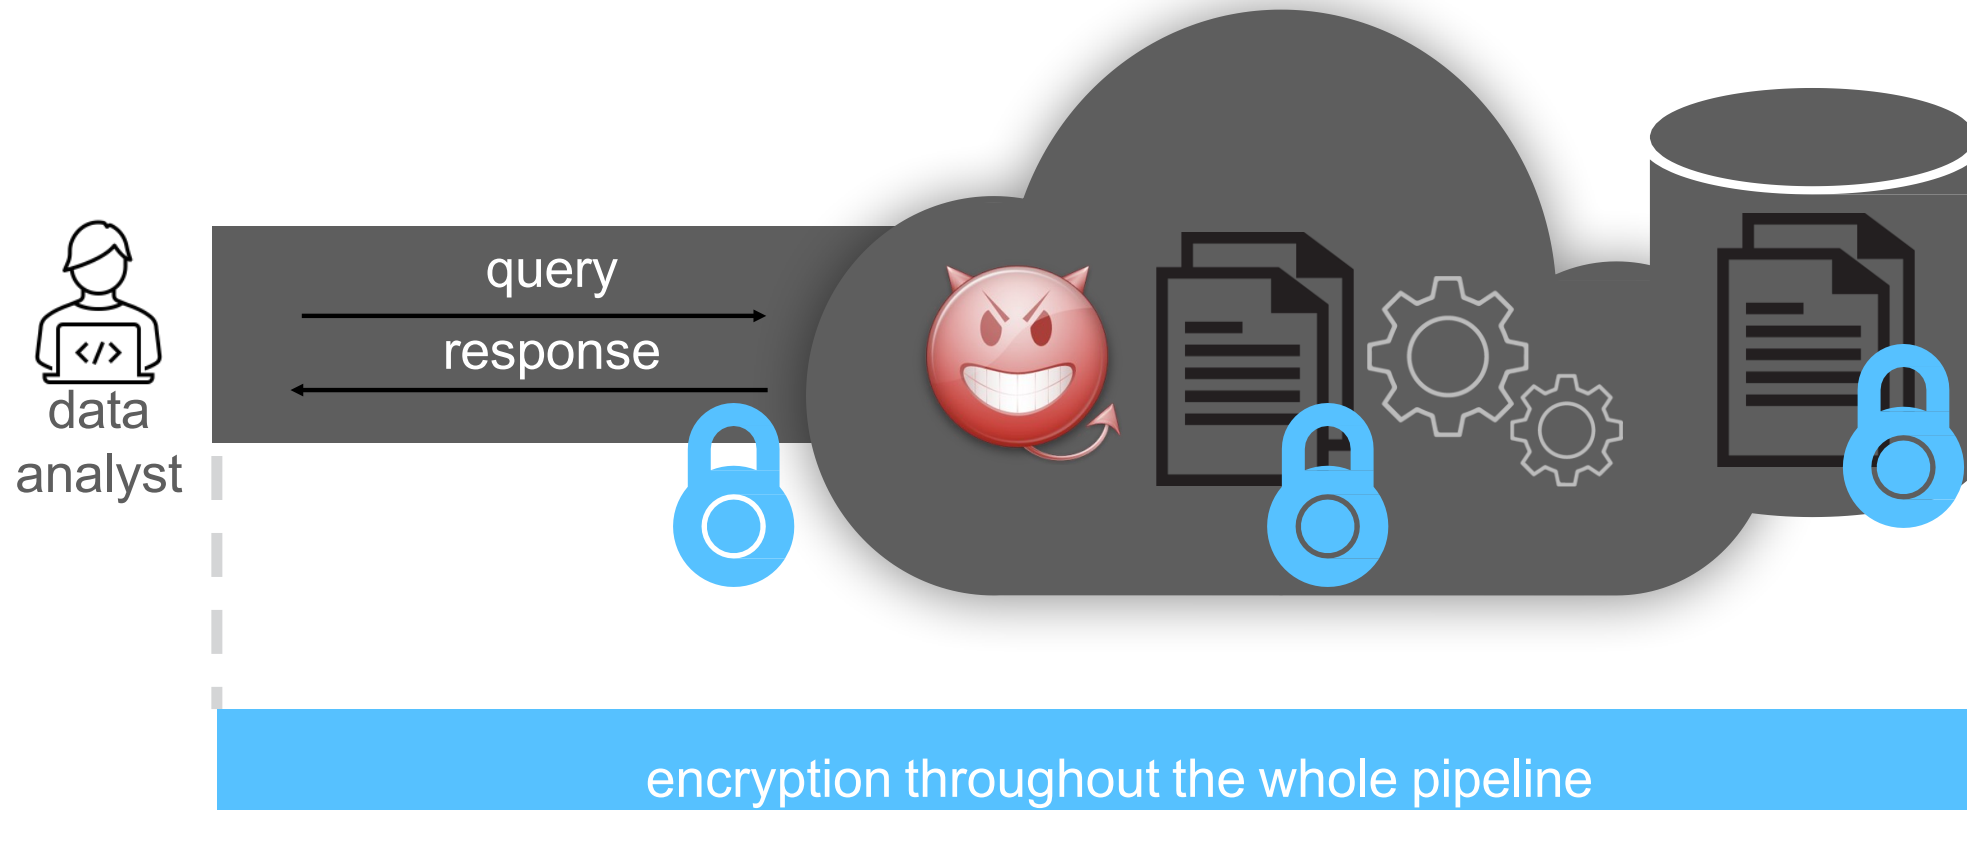 query
response
</>
data
analyst
encryption throughout the whole pipeline